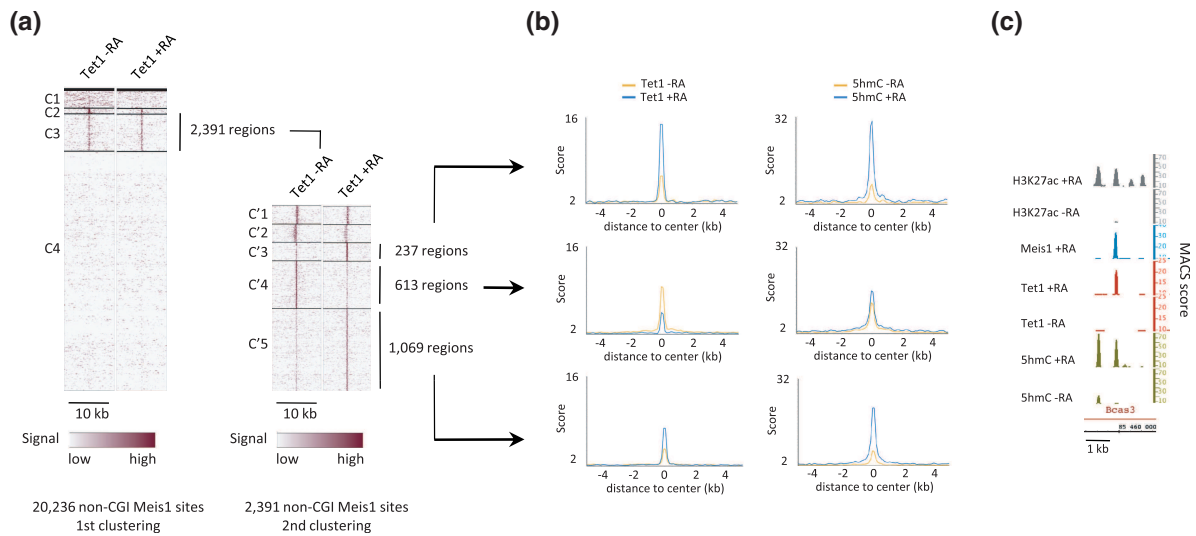 (a)
Tet1 -RA
Tet1 +RA
C1
C2
C3
C4
2,391 regions
10 kb
Signal
low high
20,236 non-CGI Meis1 sites
1st clustering
Tet1 -RA
Tet1 +RA
C'1
C'2
C'3
C'4
C'5
237 regions
613 regions
1,069 regions
10 kb
low high
2,391 non-CGI Meis1 sites
2nd clustering
(b)
Tet1 -RA
Tet1 +RA
5hmC -RA
5hmC +RA
16
Score
2
-4 -2 0 2 4
distance to center (kb)
32
Score
2
-4 -2 0 2 4
distance to center (kb)
16
Score
2
-4 -2 0 2 4
distance to center (kb)
32
Score
2
-4 -2 0 2 4
distance to center (kb)
16
Score
2
-4 -2 0 2 4
distance to center (kb)
32
Score
2
-4 -2 0 2 4
distance to center (kb)
(c)
H3K27ac +RA
H3K27ac -RA
Meis1 +RA
Tet1 +RA
Tet1 -RA
5hmC +RA
5hmC -RA
MACS score
Bcas3
85 460 000
1 kb